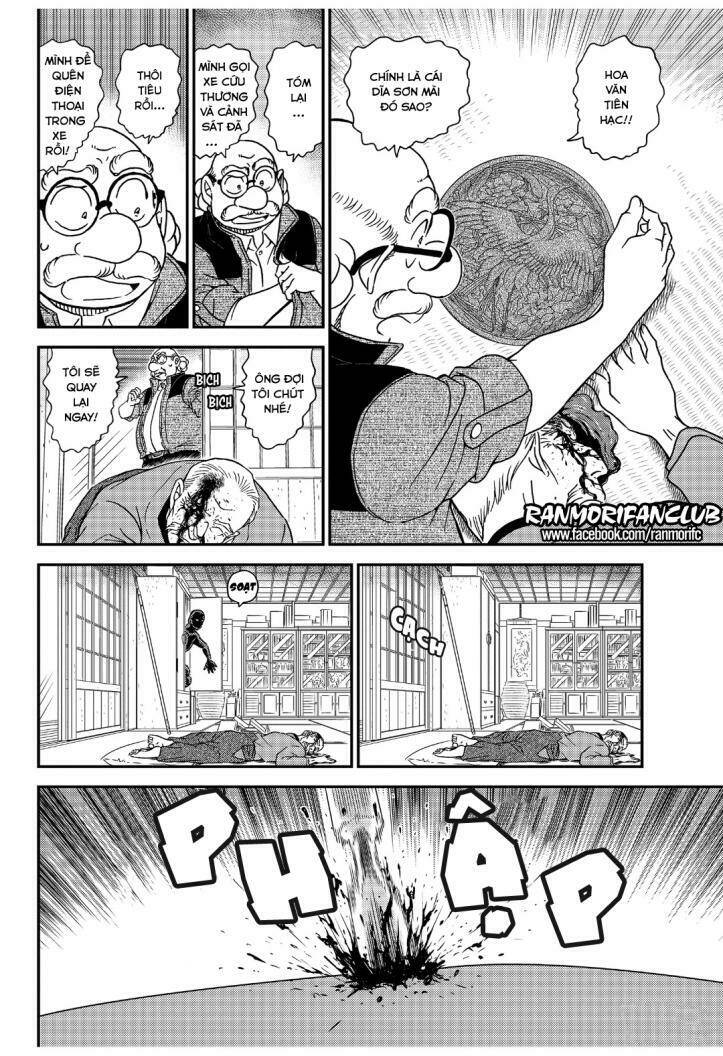 HOA
VĂN
TIÊN
HẠC!!
CHÍNH LÀ CÁI
DĨA SƠN MÀI
ĐÓ SAO?
TÓM
LẠI
...
MÌNH GỌI
XE CỨU
THƯƠNG
VÀ CẢNH
SÁT ĐÃ
...
THÔI
TIÊU
RỒI...
MÌNH ĐỂ
QUÊN
ĐIỆN
THOẠI
TRONG
XE
RỒI!
RANMORIFANCLUB
www.facebook.com/ranmorifc
ÔNG ĐỢI
TÔI CHÚT
NHÉ!
BỊCH
BỊCH
TÔI SẼ
QUAY
LẠI
NGAY!
CẠCH
SOẠT
PHẬP